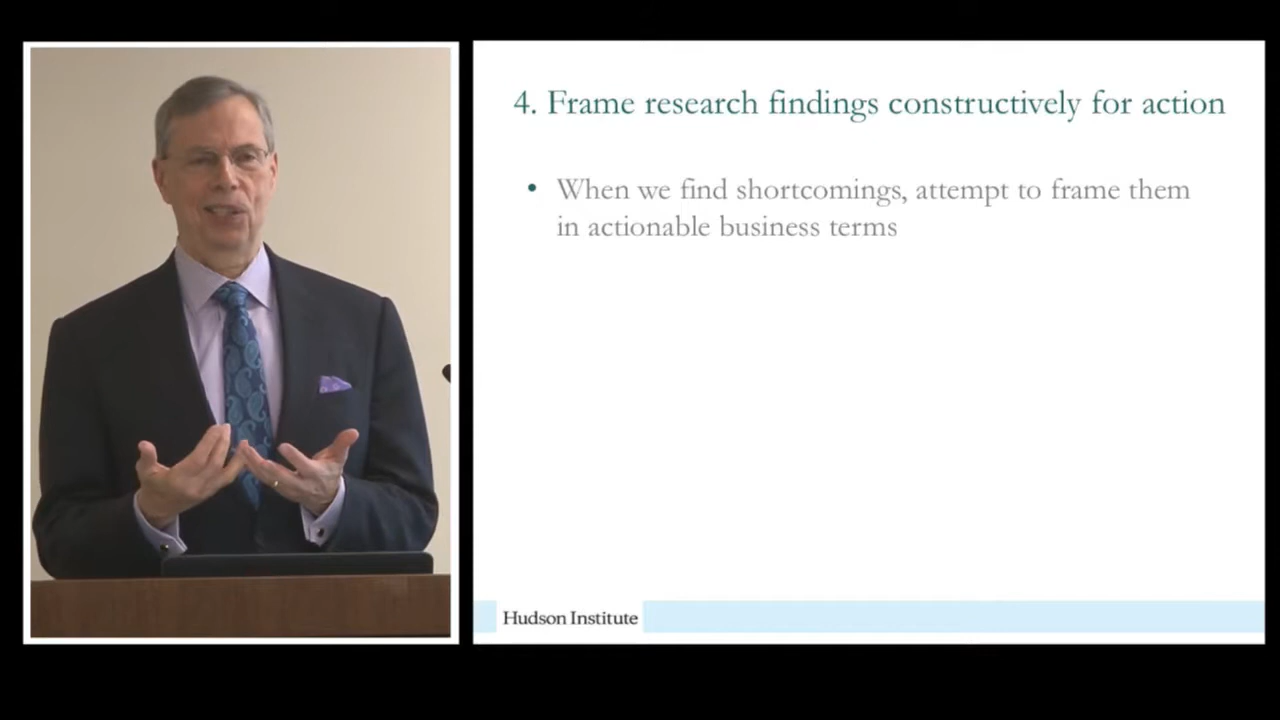 4. Frame research findings constructively for action
• When we find shortcomings, attempt to frame them
in actionable business terms
Hudson Institute